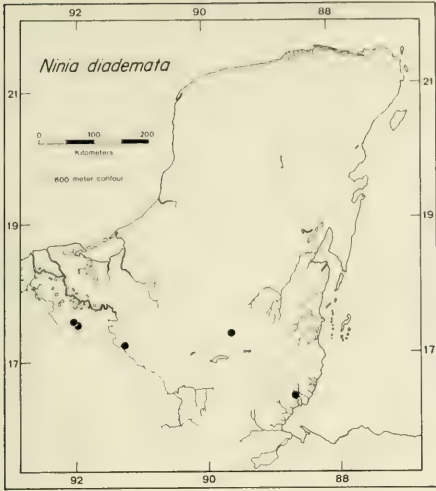 92 90 88
Ninia diademata
21 21
0 100 200
Kilometers
600 meter contour
19 19
17 17
92 90 88